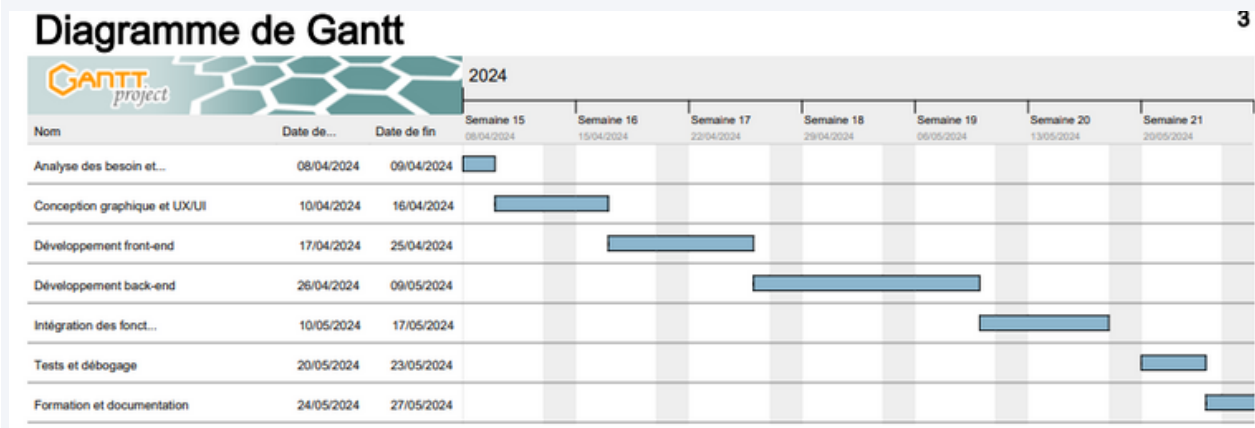 Diagramme de Gantt
3
GANTT
project
2024
Nom Date de... Date de fin
Semaine 15 Semaine 16 Semaine 17 Semaine 18 Semaine 19 Semaine 20 Semaine 21
08/04/2024 15/04/2024 22/04/2024 29/04/2024 06/05/2024 13/05/2024 20/05/2024
Analyse des besoin et... 08/04/2024 09/04/2024
Conception graphique et UX/UI 10/04/2024 16/04/2024
Développement front-end 17/04/2024 25/04/2024
Développement back-end 26/04/2024 09/05/2024
Intégration des fonct... 10/05/2024 17/05/2024
Tests et débogage 20/05/2024 23/05/2024
Formation et documentation 24/05/2024 27/05/2024